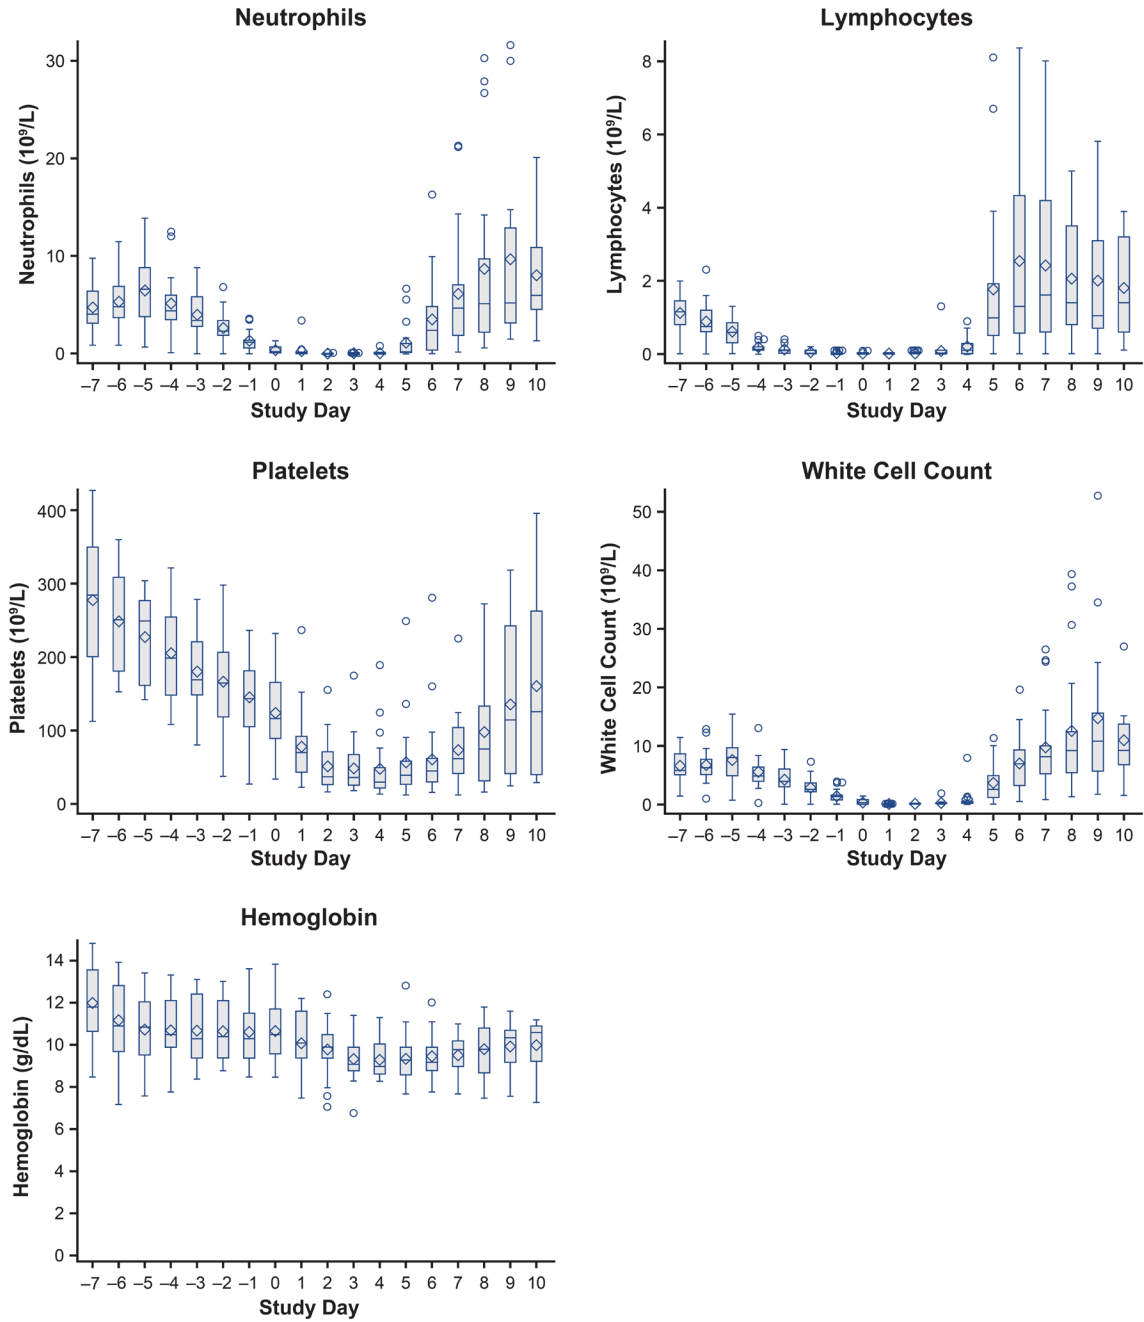 Neutrophils
Neutrophils (10⁹/L)
30
20
10
0
–7 –6 –5 –4 –3 –2 –1 0 1 2 3 4 5 6 7 8 9 10
Study Day
Lymphocytes
Lymphocytes (10⁹/L)
8
6
4
2
0
–7 –6 –5 –4 –3 –2 –1 0 1 2 3 4 5 6 7 8 9 10
Study Day
Platelets
Platelets (10⁹/L)
400
300
200
100
0
–7 –6 –5 –4 –3 –2 –1 0 1 2 3 4 5 6 7 8 9 10
Study Day
White Cell Count
White Cell Count (10⁹/L)
50
40
30
20
10
0
–7 –6 –5 –4 –3 –2 –1 0 1 2 3 4 5 6 7 8 9 10
Study Day
Hemoglobin
Hemoglobin (g/dL)
14
12
10
8
6
4
2
0
–7 –6 –5 –4 –3 –2 –1 0 1 2 3 4 5 6 7 8 9 10
Study Day